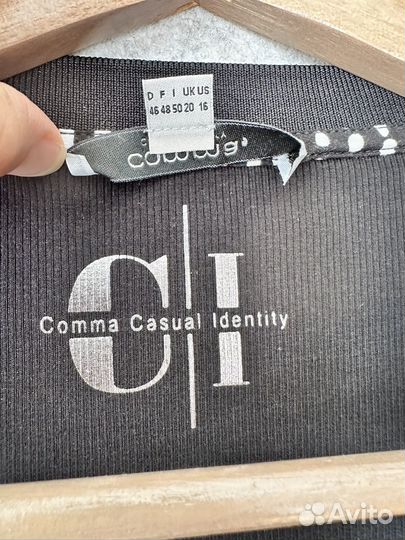 D F I UK US
46 48 50 20 16
comma,
CI
Comma Casual Identity
Avito